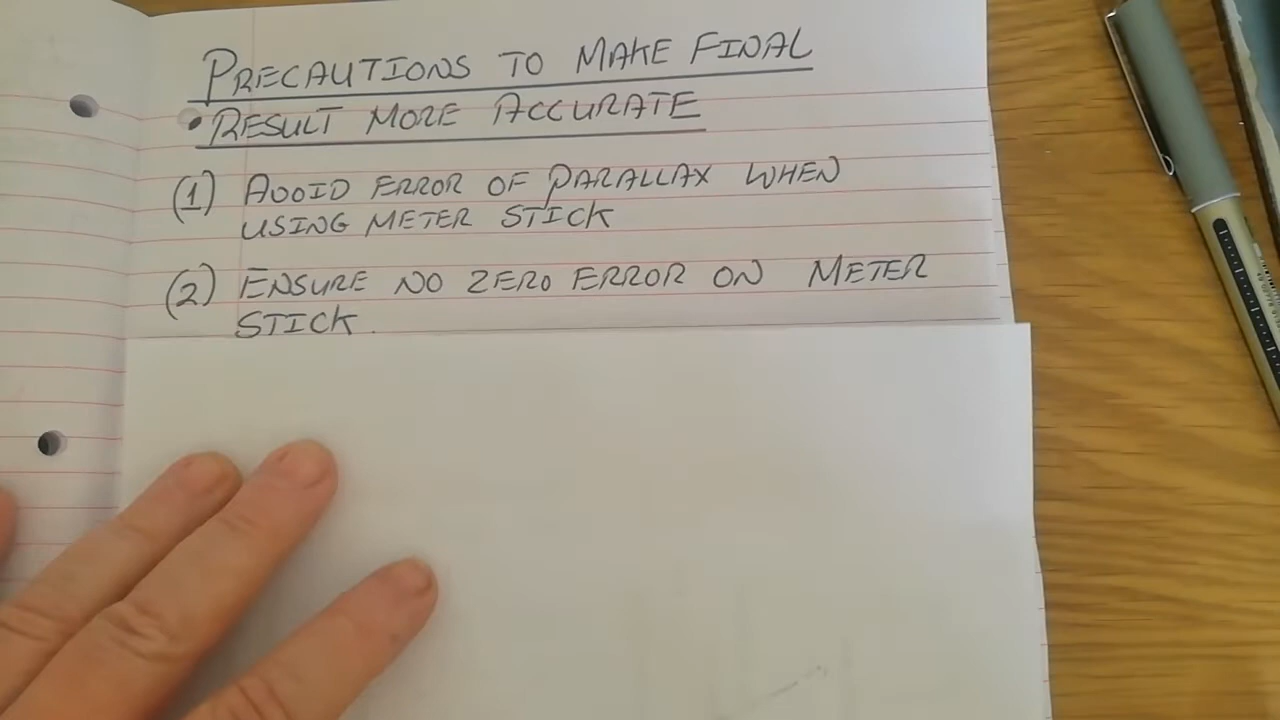 PRECAUTIONS TO MAKE FINAL
• RESULT MORE ACCURATE
(1) AVOID ERROR OF PARALLAX WHEN
USING METER STICK
(2) ENSURE NO ZERO ERROR ON METER
STICK.